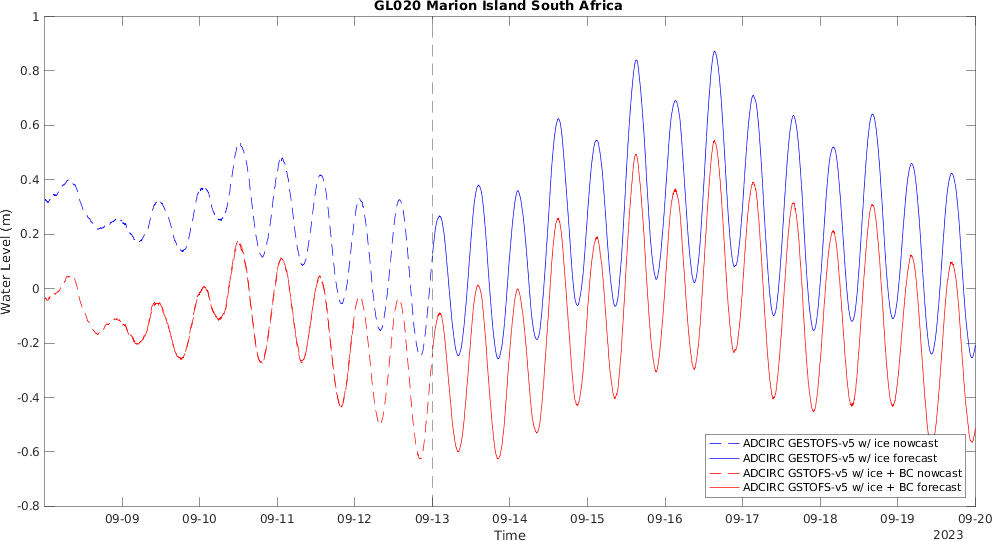 GL020 Marion Island South Africa
1
0.8
0.6
0.4
0.2
0
-0.2
-0.4
-0.6
-0.8
Water Level (m)
ADCIRC GESTOFS-v5 w/ ice nowcast
ADCIRC GESTOFS-v5 w/ ice forecast
ADCIRC GSTOFS-v5 w/ ice + BC nowcast
ADCIRC GSTOFS-v5 w/ ice + BC forecast
09-09 09-10 09-11 09-12 09-13 09-14 09-15 09-16 09-17 09-18 09-19 09-20
Time
2023